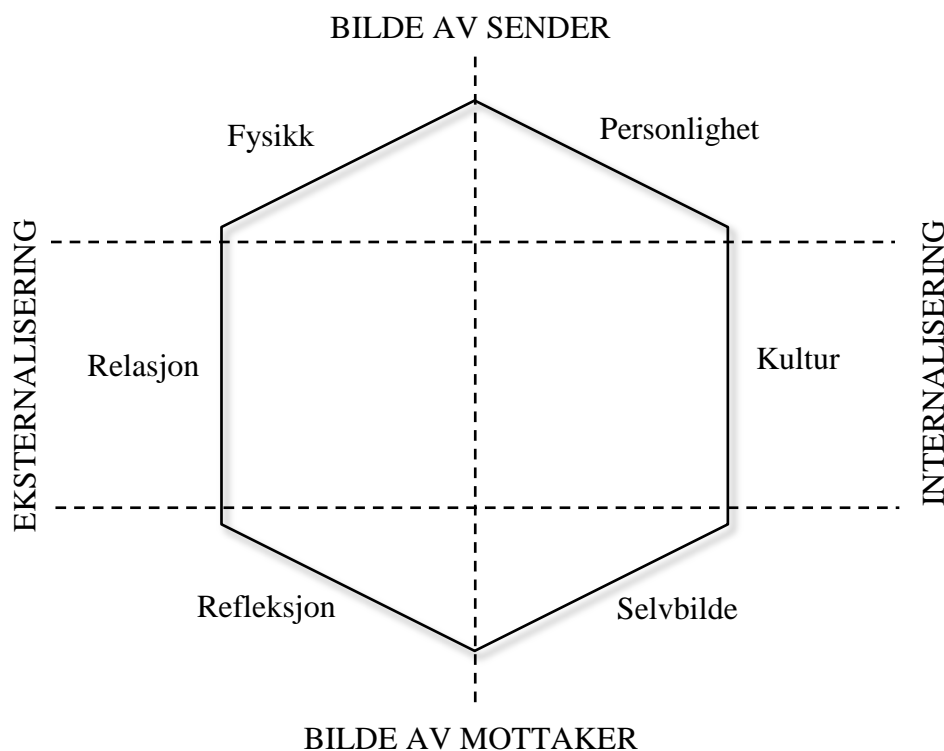 BILDE AV SENDER
Fysikk
Personlighet
EKSTERNALISERING
Relasjon
Kultur
INTERNALISERING
Refleksjon
Selvbilde
BILDE AV MOTTAKER